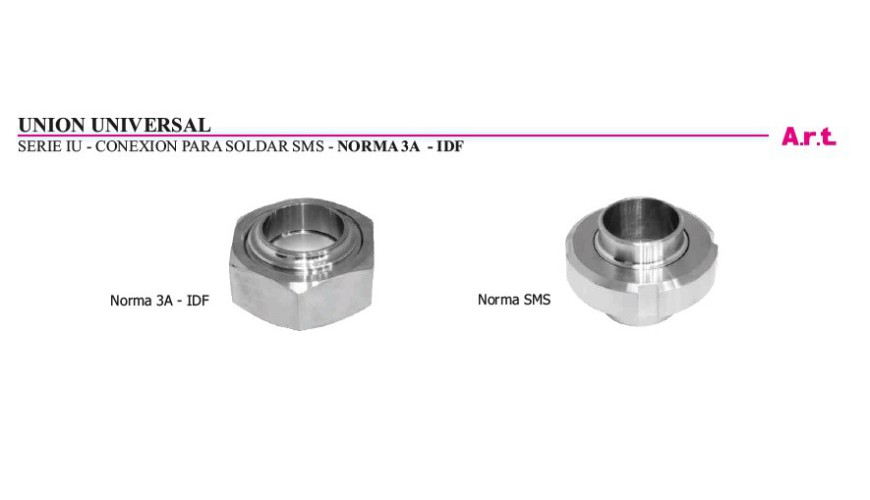 UNION UNIVERSAL
SERIE IU - CONEXION PARA SOLDAR SMS - NORMA 3A - IDF
A.r.t.
Norma 3A - IDF
Norma SMS